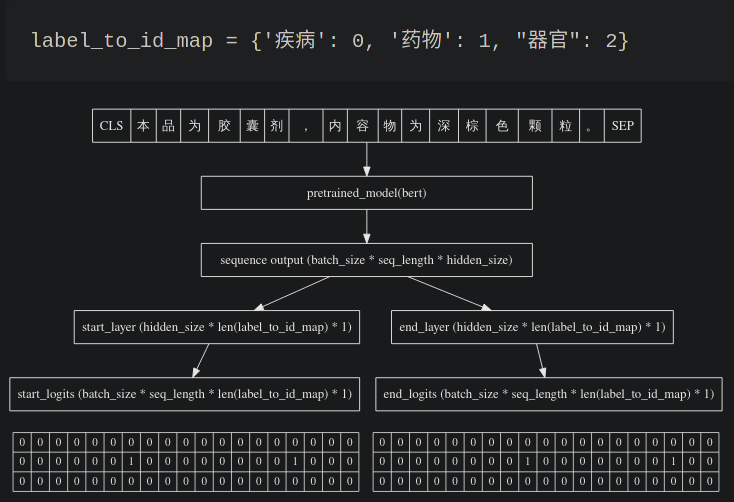 label_to_id_map = {'疾病': 0, '药物': 1, "器官": 2}
CLS 本 品 为 胶 囊 剂 ， 内 容 物 为 深 棕 色 颗 粒 。 SEP
pretrained_model(bert)
sequence output (batch_size * seq_length * hidden_size)
start_layer (hidden_size * len(label_to_id_map) * 1)
end_layer (hidden_size * len(label_to_id_map) * 1)
start_logits (batch_size * seq_length * len(label_to_id_map) * 1)
end_logits (batch_size * seq_length * len(label_to_id_map) * 1)
0 0 0 0 0 0 0 0 0 0 0 0 0 0 0 0 0 0 0
0 0 0 0 0 0 1 0 0 0 0 0 0 0 0 1 0 0 0
0 0 0 0 0 0 0 0 0 0 0 0 0 0 0 0 0 0 0
0 0 0 0 0 0 0 0 0 0 0 0 0 0 0 0 0 0 0
0 0 0 0 0 0 0 0 1 0 0 0 0 0 0 0 1 0 0
0 0 0 0 0 0 0 0 0 0 0 0 0 0 0 0 0 0 0